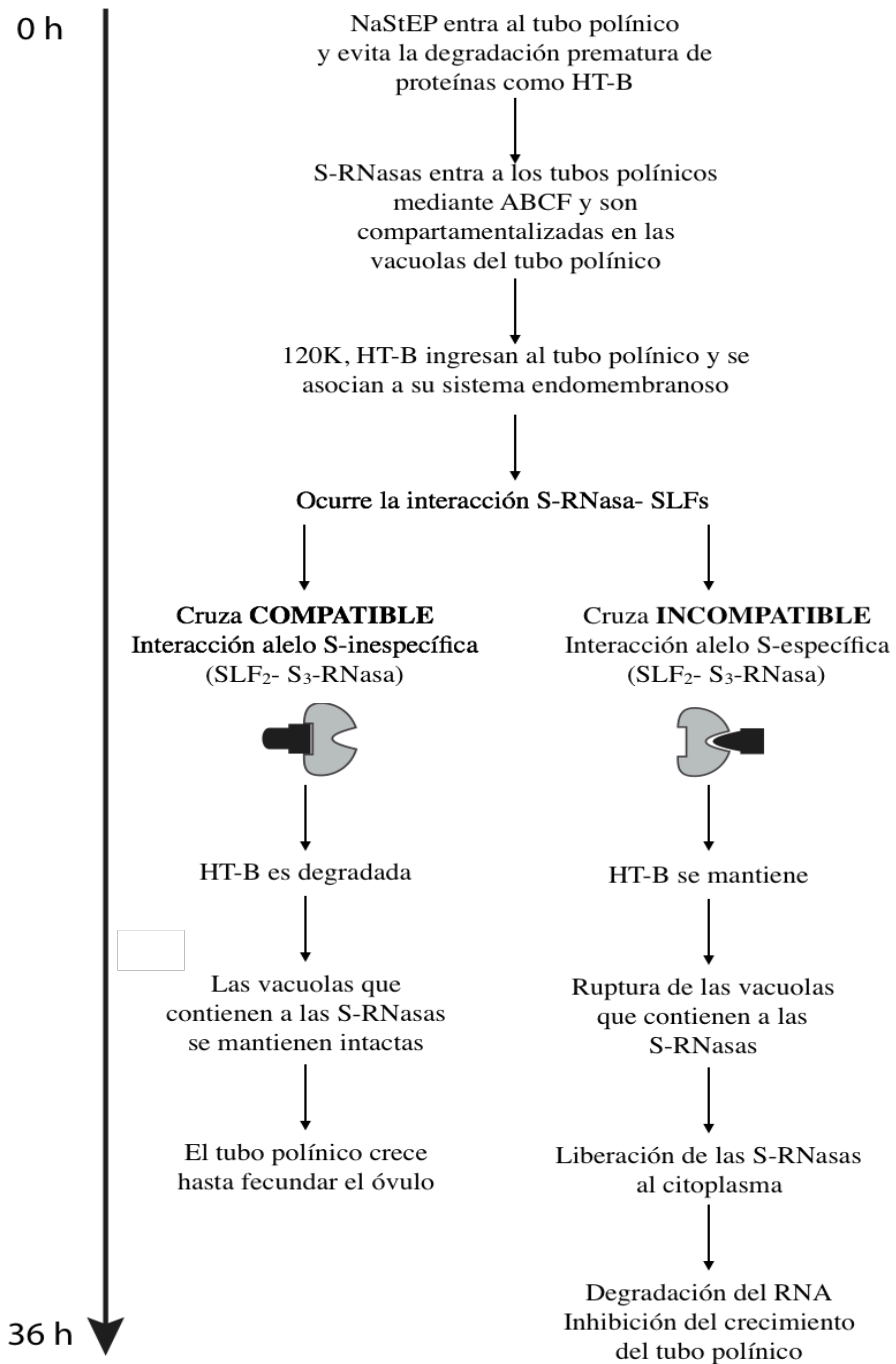 0 h
NaStEP entra al tubo polínico
y evita la degradación prematura de
proteínas como HT-B
S-RNasas entra a los tubos polínicos
mediante ABCF y son
compartamentalizadas en las
vacuolas del tubo polínico
120K, HT-B ingresan al tubo polínico y se
asocian a su sistema endomembranoso
Ocurre la interacción S-RNasa- SLFs
Cruza COMPATIBLE
Interacción alelo S-inespecífica
(SLF2- S3-RNasa)
HT-B es degradada
Las vacuolas que
contienen a las S-RNasas
se mantienen intactas
El tubo polínico crece
hasta fecundar el óvulo
Cruza INCOMPATIBLE
Interacción alelo S-específica
(SLF2- S3-RNasa)
HT-B se mantiene
Ruptura de las vacuolas
que contienen a las
S-RNasas
Liberación de las S-RNasas
al citoplasma
Degradación del RNA
Inhibición del crecimiento
del tubo polínico
36 h